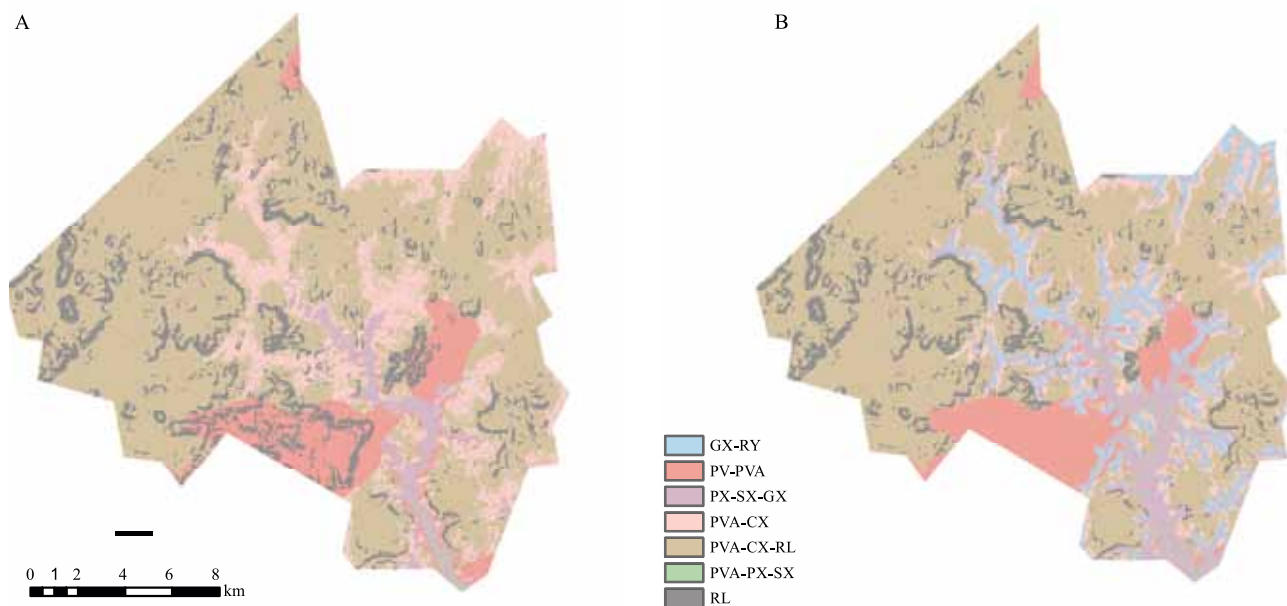 A
B
GX-RY
PV-PVA
PX-SX-GX
PVA-CX
PVA-CX-RL
PVA-PX-SX
RL
0 1 2 4 6 8
km